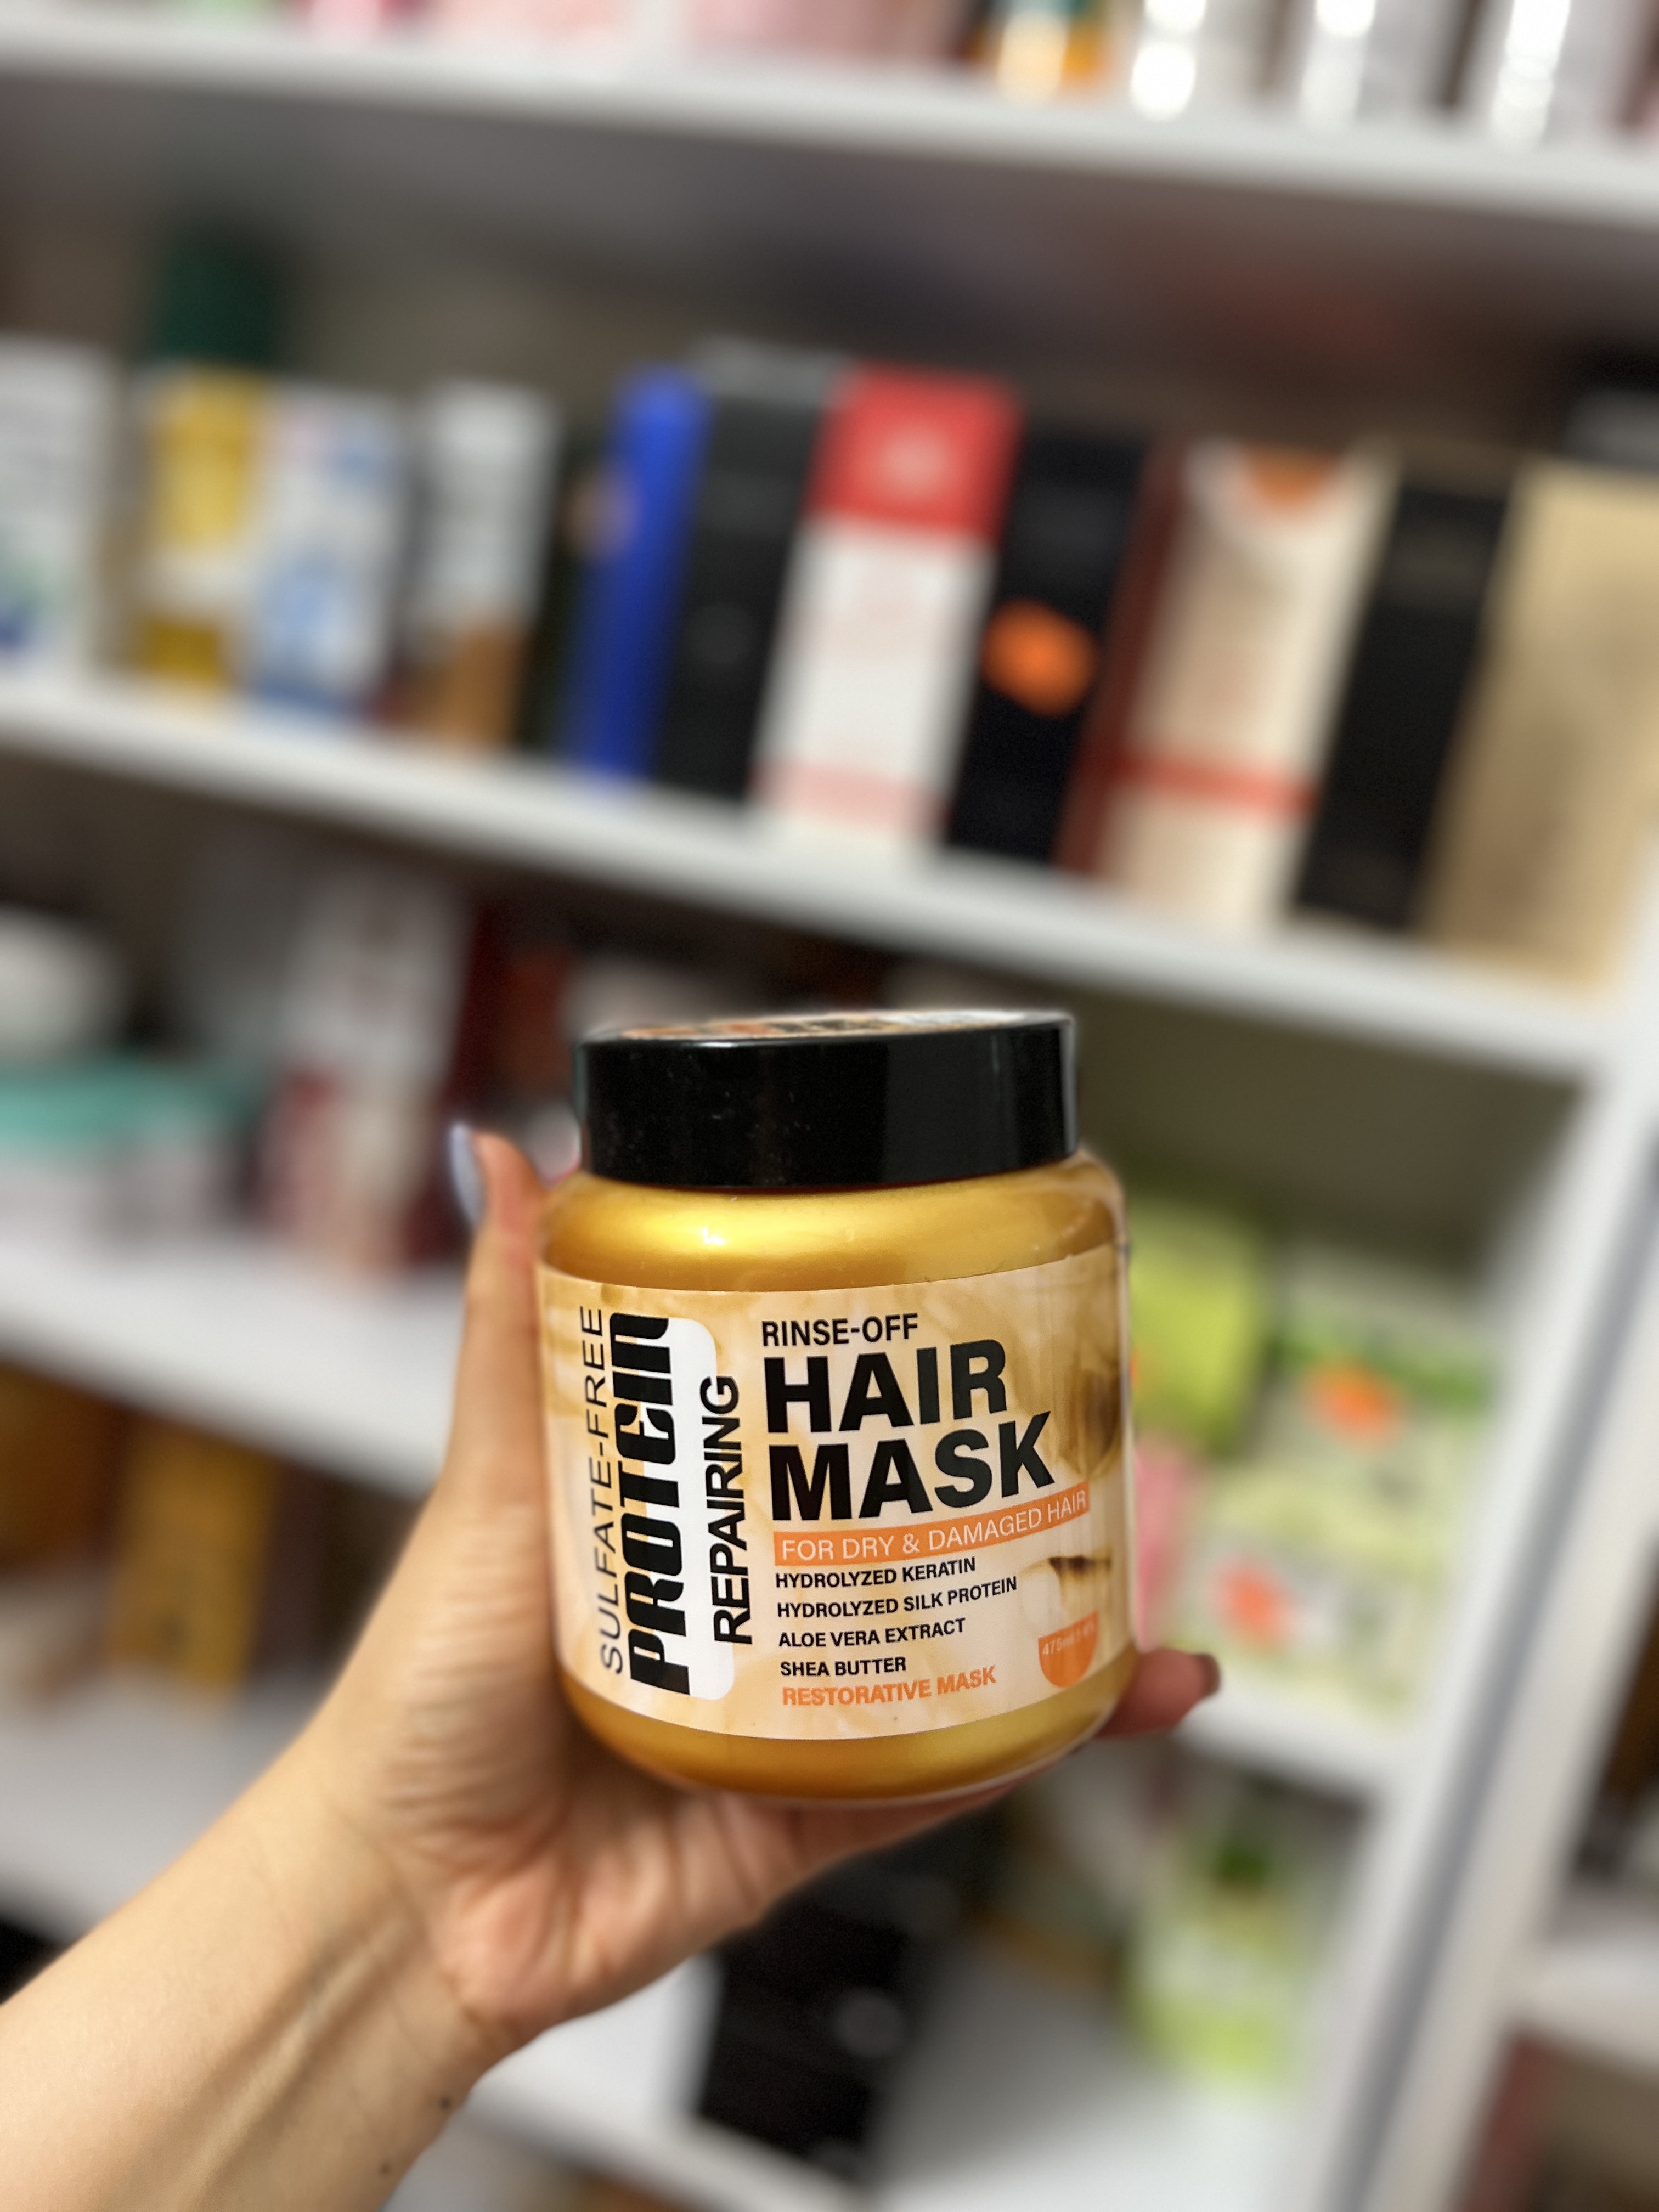 SULFATE-FREE
PROTEIN
REPAIRING
RINSE-OFF
HAIR
MASK
FOR DRY & DAMAGED HAIR
HYDROLYZED KERATIN
HYDROLYZED SILK PROTEIN
ALOE VERA EXTRACT
SHEA BUTTER
RESTORATIVE MASK